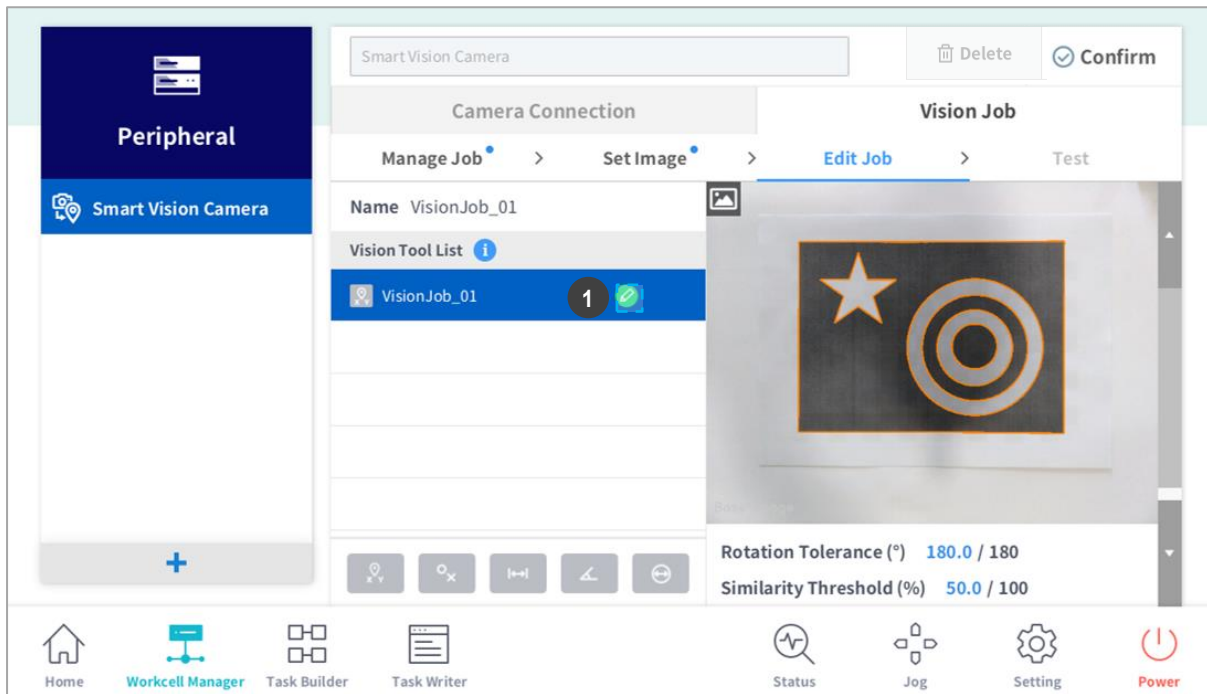 Peripheral
Smart Vision Camera
+
Smart Vision Camera
Delete
Confirm
Camera Connection
Vision Job
Manage Job > Set Image > Edit Job > Test
Name VisionJob_01
Vision Tool List i
VisionJob_01
1
Rotation Tolerance (°) 180.0 / 180
Similarity Threshold (%) 50.0 / 100
Home
Workcell Manager
Task Builder
Task Writer
Status
Jog
Setting
Power